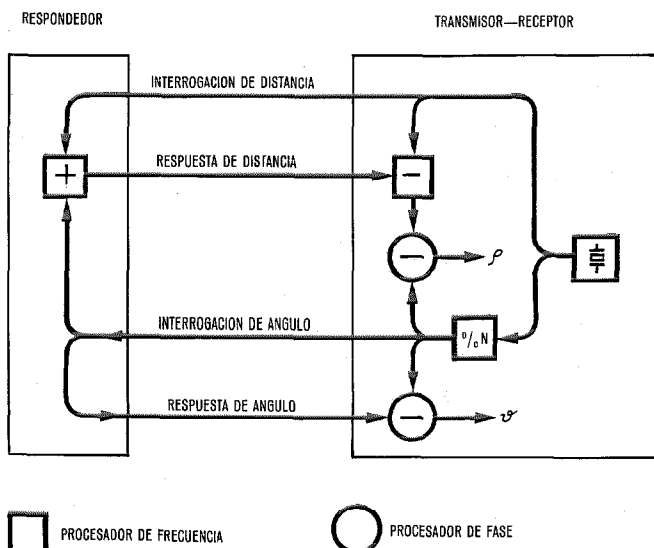 RESPONDEDOR
TRANSMISOR—RECEPTOR
INTERROGACION DE DISTANCIA
+
RESPUESTA DE DISTANCIA
−
−
ρ
INTERROGACION DE ANGULO
%N
RESPUESTA DE ANGULO
−
ϑ
PROCESADOR DE FRECUENCIA
PROCESADOR DE FASE